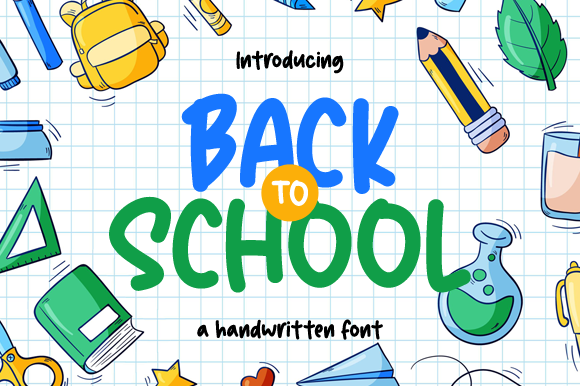 Introducing
BACK
TO
SCHOOL
a handwritten font